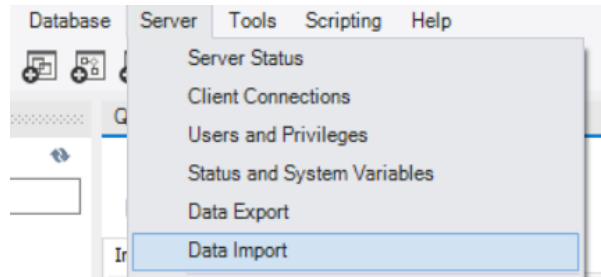 Database Server Tools Scripting Help
Server Status
Client Connections
Users and Privileges
Status and System Variables
Data Export
Data Import